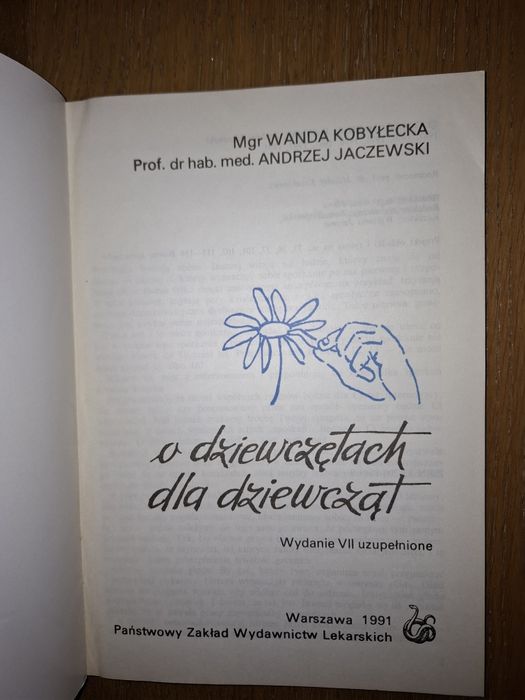 Mgr WANDA KOBYŁECKA
Prof. dr hab. med. ANDRZEJ JACZEWSKI
o dziewczętach
dla dziewcząt
Wydanie VII uzupełnione
Warszawa 1991
Państwowy Zakład Wydawnictw Lekarskich